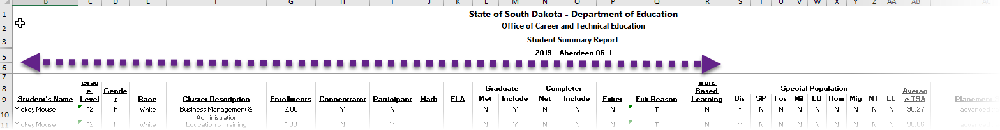 B C D E F G H I J K L M N O P Q R S T U V W X Y Z AA AB
1 State of South Dakota - Department of Education
2 Office of Career and Technical Education
3 Student Summary Report
5 2019 - Aberdeen 06-1
6
7
8 Grad e Level Gende r Graduate Completer Work Based Learning Special Population Averag e TSA
9 Student's Name Race Cluster Description Enrollments Concentrator Participant Math ELA Met Include Met Include Exiter Exit Reason Dis SP Fos Mil ED Hom Mig NT EL Placement
10 Mickey Mouse 12 F White Business Management & Administration 2.00 Y N N Y N N N 11 N Y N N N N N N N N 90.27 advanced
11 Mickey Mouse 12 F White Education & Training 1.00 N Y N Y N N N 11 N Y N N N N N N N N 96.86 advanced